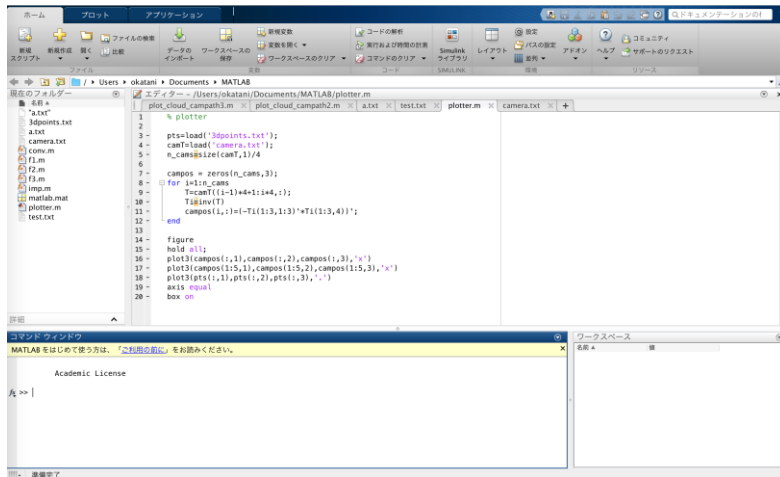 ホーム プロット アプリケーション
ドキュメンテーションの
新規 スクリプト
新規作成
開く
ファイルの検索
比較
データの インポート
ワークスペースの 保存
新規変数
変数を開く
ワークスペースのクリア
コードの解析
実行および時間の計測
コマンドのクリア
Simulink ライブラリ
レイアウト
設定
パスの設定
並列
アドオン
ヘルプ
コミュニティ
サポートのリクエスト
ファイル 変数 コード SIMULINK 環境 リソース
/ Users okatani Documents MATLAB
現在のフォルダー
名前
"a.txt"
3dpoints.txt
a.txt
camera.txt
conv.m
f1.m
f2.m
f3.m
imp.m
matlab.mat
plotter.m
test.txt
詳細
エディター - /Users/okatani/Documents/MATLAB/plotter.m
plot_cloud_campath3.m plot_cloud_campath2.m a.txt test.txt plotter.m camera.txt +
1 % plotter
2
3 - pts=load('3dpoints.txt');
4 - camT=load('camera.txt');
5 - n_cams=size(camT,1)/4
6
7 - campos = zeros(n_cams,3);
8 - for i=1:n_cams
9 - T=camT((i-1)*4+1:i*4,:);
10 - Ti=inv(T)
11 - campos(i,:)=(-Ti(1:3,1:3)'*Ti(1:3,4))';
12 - end
13
14 - figure
15 - hold all;
16 - plot3(campos(:,1),campos(:,2),campos(:,3),'x')
17 - plot3(campos(1:5,1),campos(1:5,2),campos(1:5,3),'x')
18 - plot3(pts(:,1),pts(:,2),pts(:,3),'.')
19 - axis equal
20 - box on
コマンド ウィンドウ
MATLAB をはじめて使う方は、「ご利用の前に」をお読みください。
Academic License
fx >>
ワークスペース
名前 値
準備完了